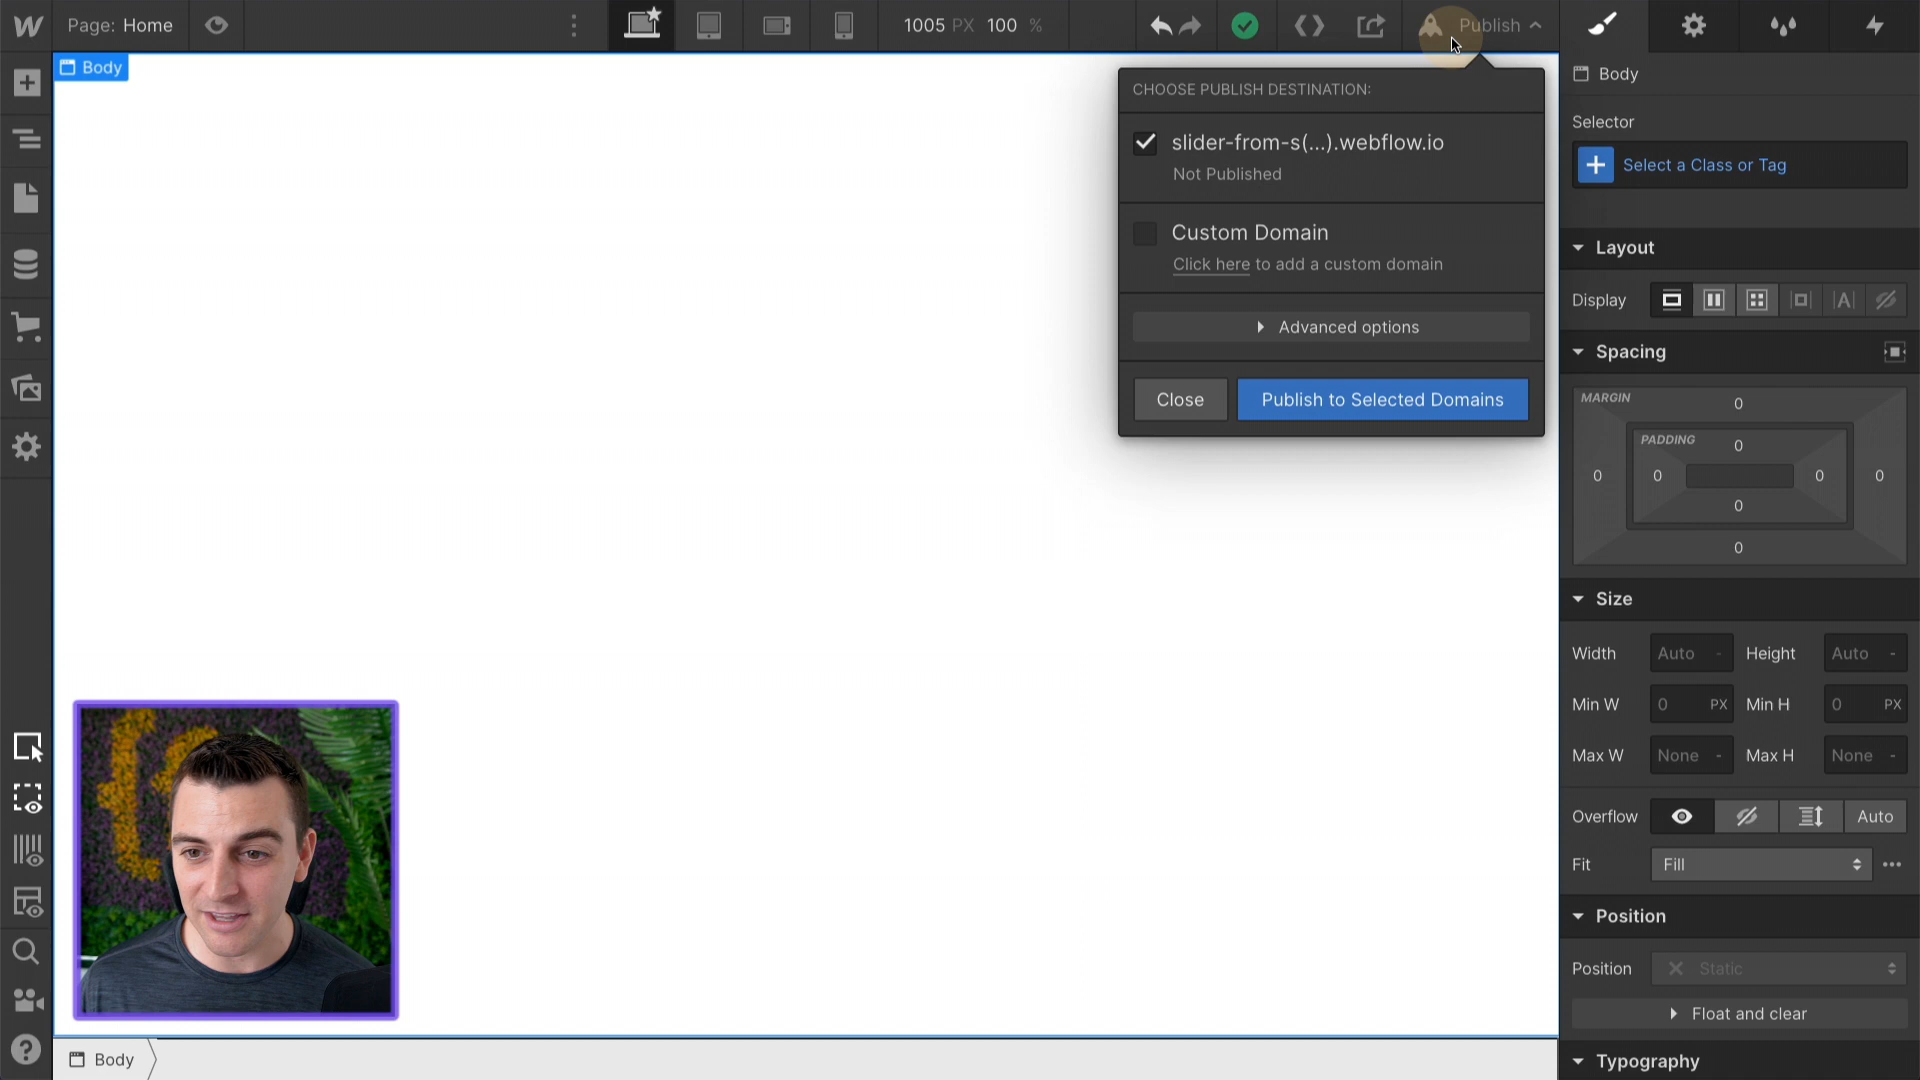 Page: Home
1005 PX 100 %
Publish
Body
CHOOSE PUBLISH DESTINATION:
slider-from-s(...).webflow.io
Not Published
Custom Domain
Click here to add a custom domain
Advanced options
Close
Publish to Selected Domains
Body
Selector
Select a Class or Tag
Layout
Display
Spacing
MARGIN
0
PADDING
0
0 0 0 0
0
0
Size
Width Auto - Height Auto -
Min W 0 PX Min H 0 PX
Max W None - Max H None -
Overflow Auto
Fit Fill
Position
Position Static
Float and clear
Typography
Body